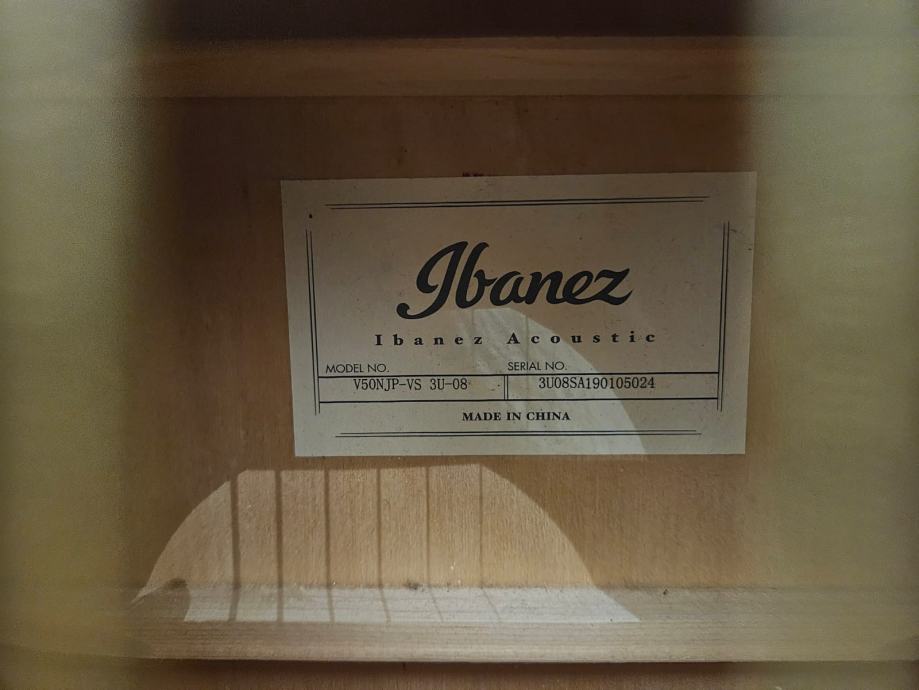 Ibanez
Ibanez Acoustic
MODEL NO. SERIAL NO.
V50NJP-VS 3U-08 3U08SA190105024
MADE IN CHINA